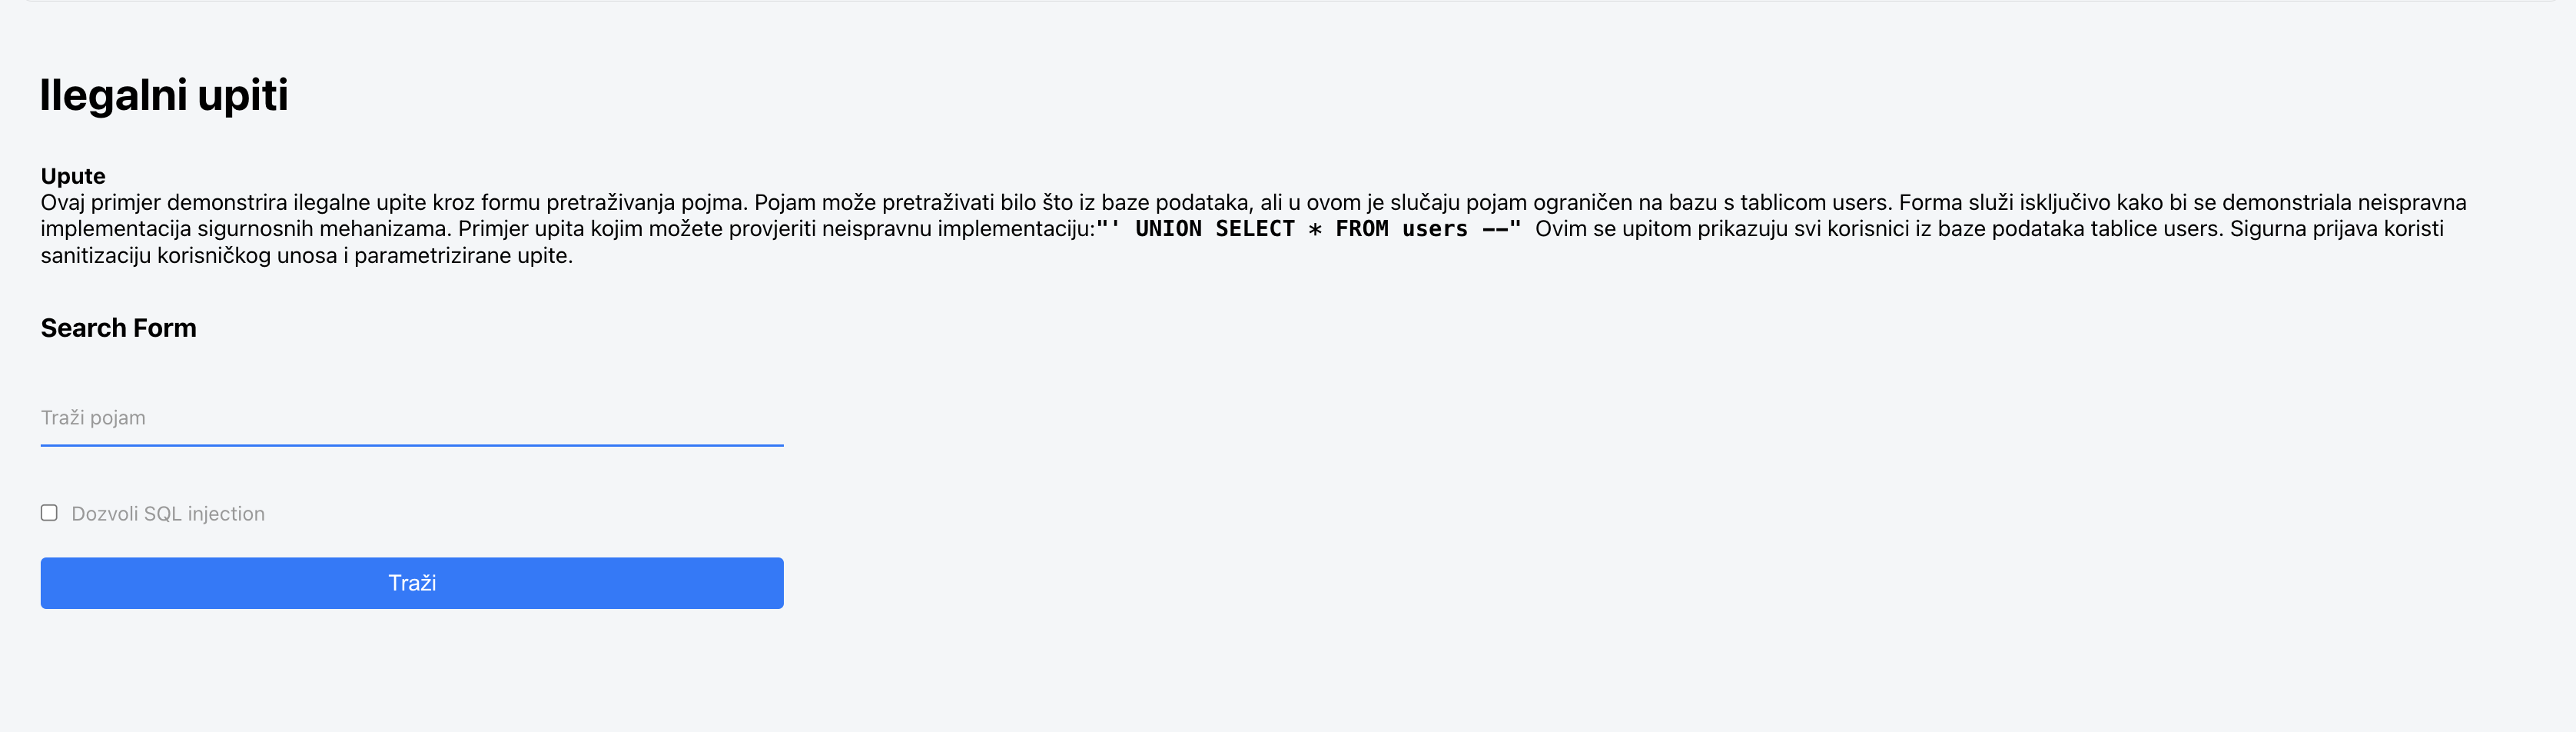 Ilegalni upiti
Upute
Ovaj primjer demonstrira ilegalne upite kroz formu pretraživanja pojma. Pojam može pretraživati bilo što iz baze podataka, ali u ovom je slučaju pojam ograničen na bazu s tablicom users. Forma služi isključivo kako bi se demonstriala neispravna
implementacija sigurnosnih mehanizama. Primjer upita kojim možete provjeriti neispravnu implementaciju:"' UNION SELECT * FROM users --" Ovim se upitom prikazuju svi korisnici iz baze podataka tablice users. Sigurna prijava koristi
sanitizaciju korisničkog unosa i parametrizirane upite.
Search Form
Traži pojam
Dozvoli SQL injection
Traži